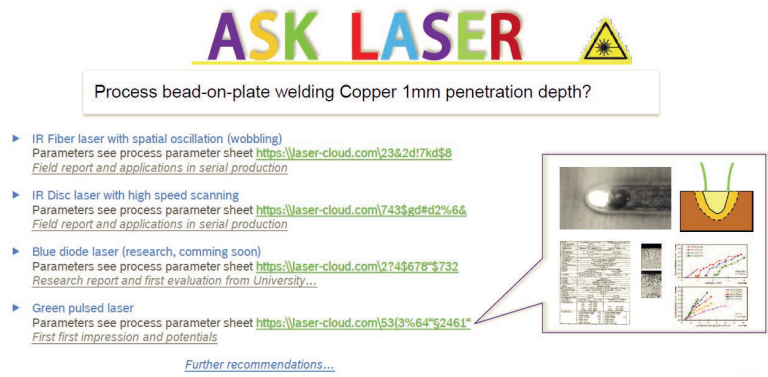 ASK LASER
Process bead-on-plate welding Copper 1mm penetration depth?
IR Fiber laser with spatial oscillation (wobbling)
Parameters see process parameter sheet https:\\laser-cloud.com\23&2d!7kd$8
Field report and applications in serial production
IR Disc laser with high speed scanning
Parameters see process parameter sheet https:\\laser-cloud.com\743$gd#d2%6&
Field report and applications in serial production
Blue diode laser (research, comming soon)
Parameters see process parameter sheet https:\\laser-cloud.com\2?4$678"$732
Research report and first evaluation from University…
Green pulsed laser
Parameters see process parameter sheet https:\\laser-cloud.com\53(3%64"§2461"
First first impression and potentials
Further recommendations…